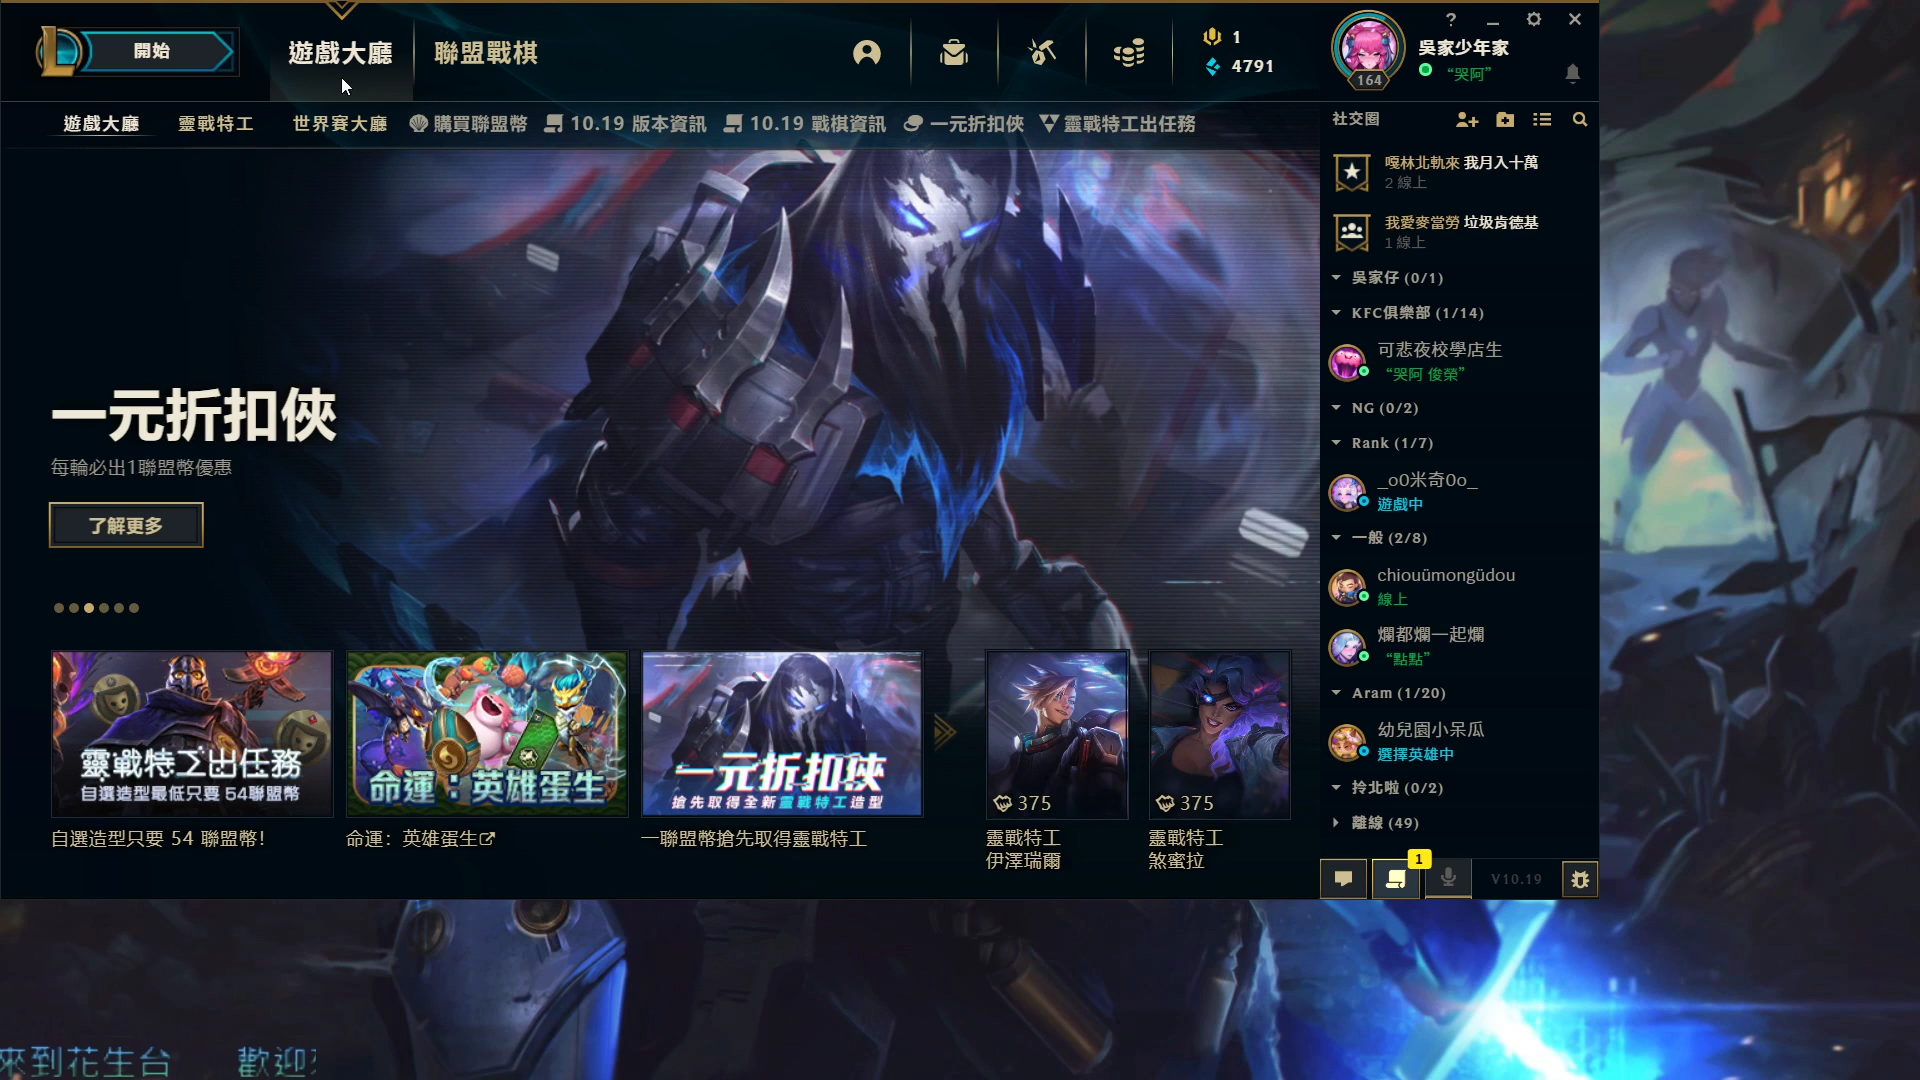 開始
遊戲大廳
聯盟戰棋
1
4791
吳家少年家
“哭阿”
164
遊戲大廳
靈戰特工
世界賽大廳
購買聯盟幣
10.19 版本資訊
10.19 戰棋資訊
一元折扣俠
靈戰特工出任務
社交圈
嘎林北軌來 我月入十萬
2 線上
我愛麥當勞 垃圾肯德基
1 線上
吳家仔 (0/1)
KFC俱樂部 (1/14)
可悲夜校學店生
“哭阿 俊榮”
NG (0/2)
Rank (1/7)
_o0米奇0o_
遊戲中
一般 (2/8)
chiouümongüdou
線上
爛都爛一起爛
“點點”
Aram (1/20)
幼兒園小呆瓜
選擇英雄中
拎北啦 (0/2)
離線 (49)
1
V10.19
一元折扣俠
每輪必出1聯盟幣優惠
了解更多
靈戰特工出任務
自選造型最低只要 54聯盟幣
自選造型只要 54 聯盟幣!
命運：英雄蛋生
命運：英雄蛋生
一元折扣俠
搶先取得全新靈戰特工造型
一聯盟幣搶先取得靈戰特工
375
靈戰特工
伊澤瑞爾
375
靈戰特工
煞蜜拉
來到花生台 歡迎